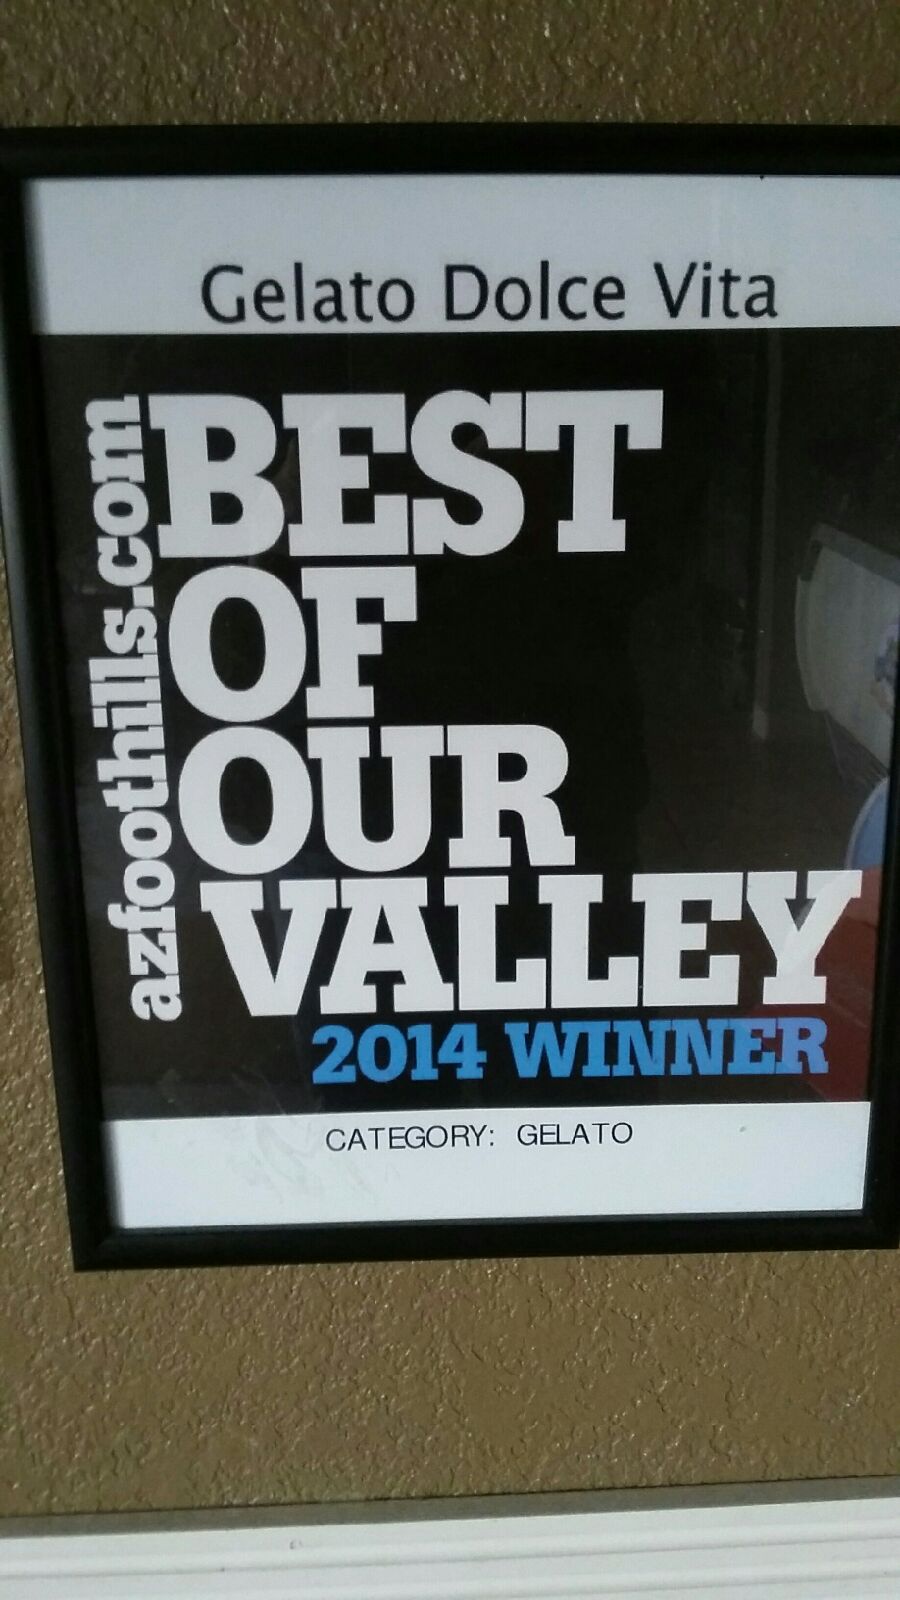 Gelato Dolce Vita
azfoothills.com
BEST
OF
OUR
VALLEY
2014 WINNER
CATEGORY: GELATO